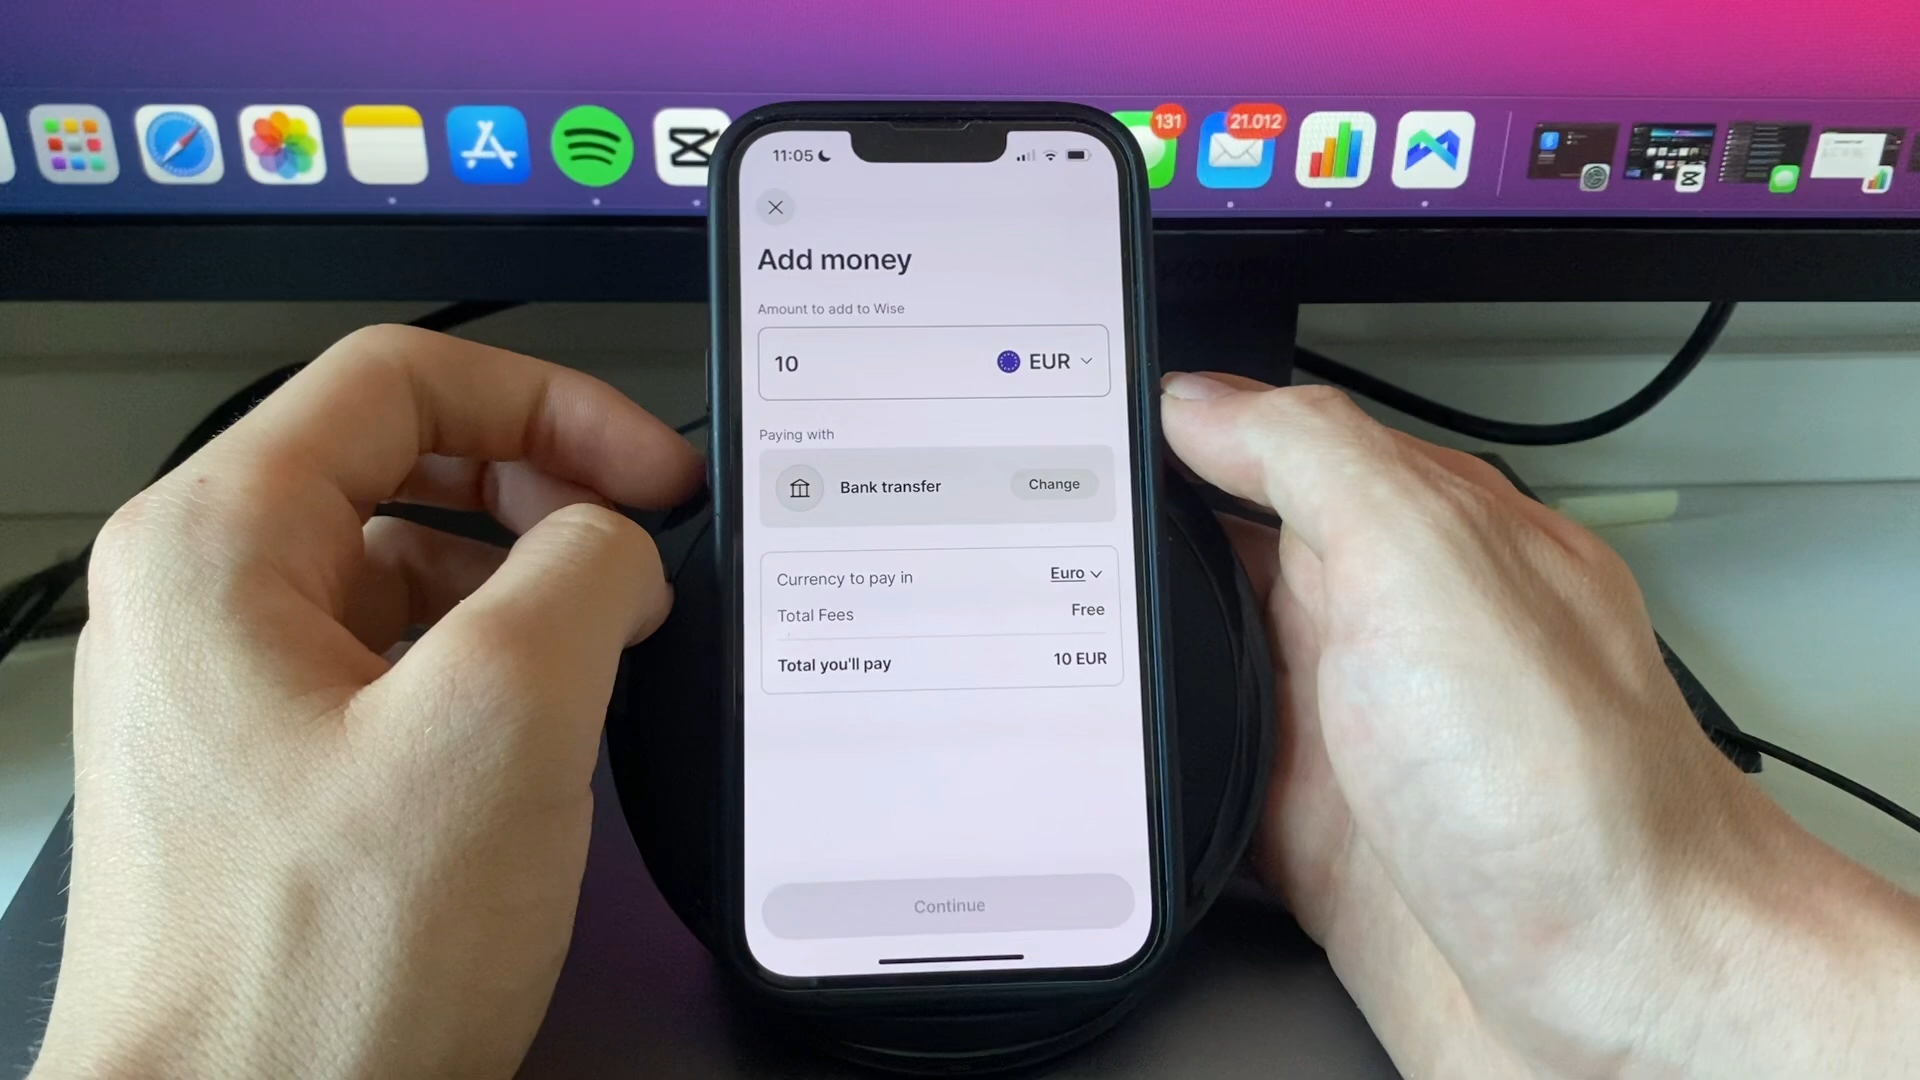 131
21.012
11:05
Add money
Amount to add to Wise
10 EUR
Paying with
Bank transfer Change
Currency to pay in Euro
Total Fees Free
Total you'll pay 10 EUR
Continue